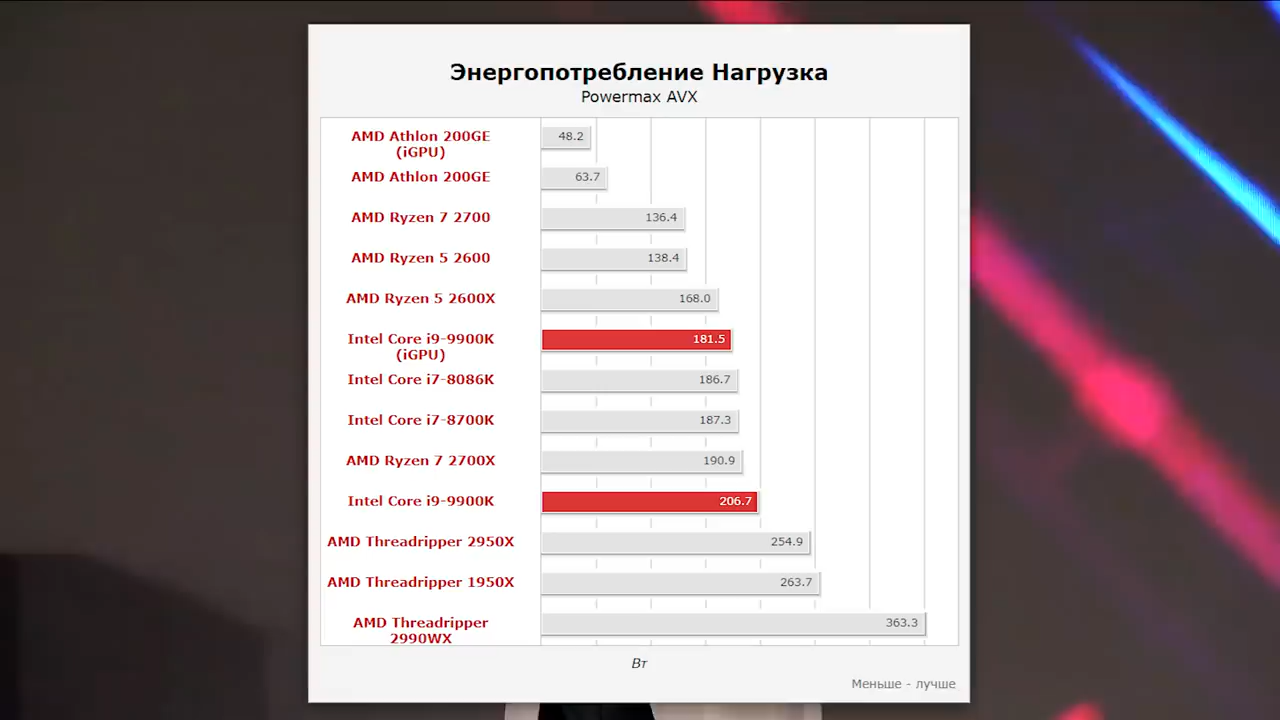 Энергопотребление Нагрузка
Powermax AVX
AMD Athlon 200GE
(iGPU)
48.2
AMD Athlon 200GE
63.7
AMD Ryzen 7 2700
136.4
AMD Ryzen 5 2600
138.4
AMD Ryzen 5 2600X
168.0
Intel Core i9-9900K
(iGPU)
181.5
Intel Core i7-8086K
186.7
Intel Core i7-8700K
187.3
AMD Ryzen 7 2700X
190.9
Intel Core i9-9900K
206.7
AMD Threadripper 2950X
254.9
AMD Threadripper 1950X
263.7
AMD Threadripper
2990WX
363.3
Вт
Меньше - лучше